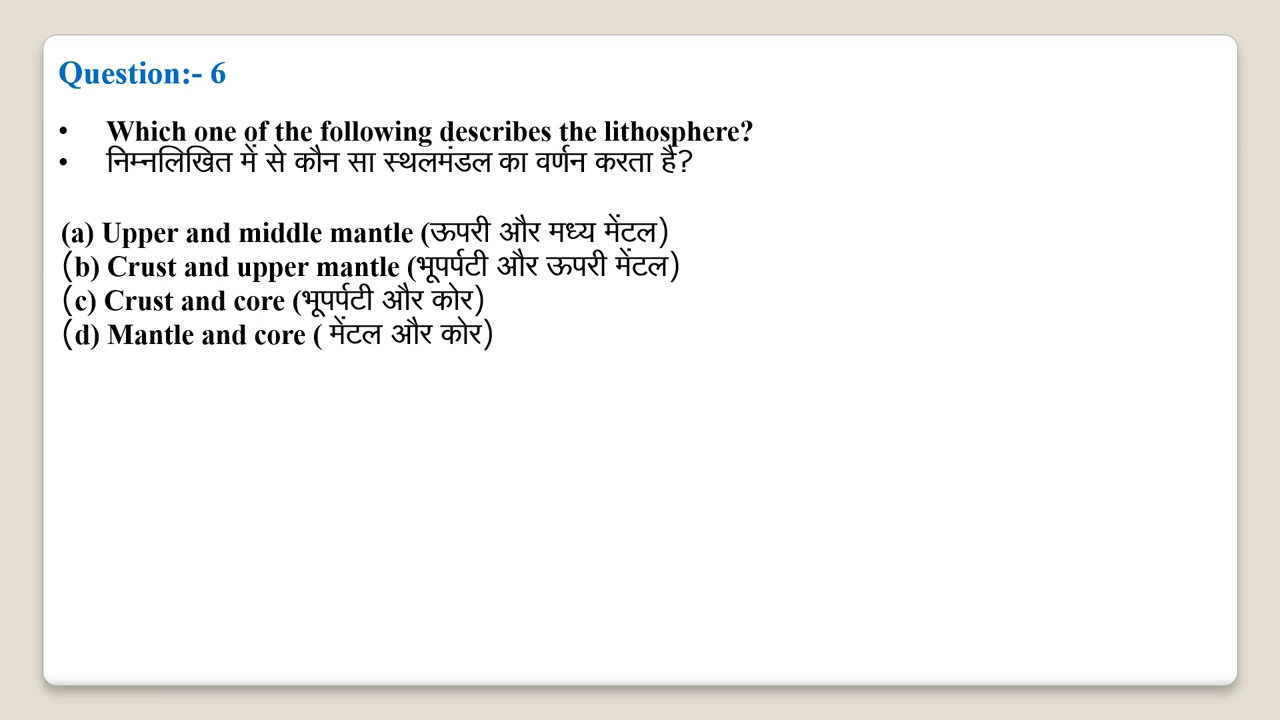 Question:- 6
• Which one of the following describes the lithosphere?
• निम्नलिखित में से कौन सा स्थलमंडल का वर्णन करता है?
(a) Upper and middle mantle (ऊपरी और मध्य मेंटल)
(b) Crust and upper mantle (भूपर्पटी और ऊपरी मेंटल)
(c) Crust and core (भूपर्पटी और कोर)
(d) Mantle and core ( मेंटल और कोर)